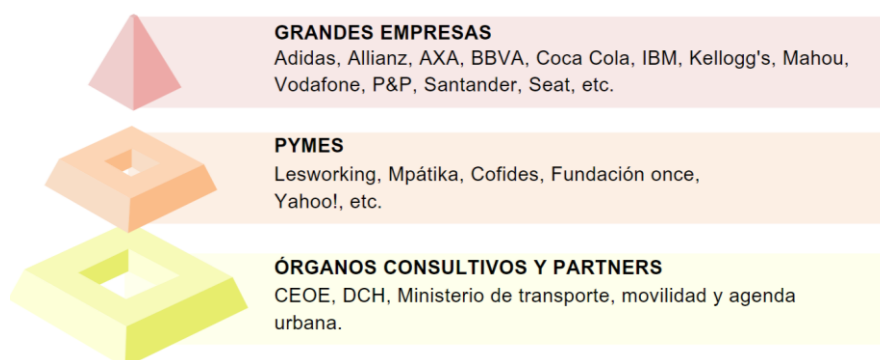 GRANDES EMPRESAS
Adidas, Allianz, AXA, BBVA, Coca Cola, IBM, Kellogg's, Mahou,
Vodafone, P&P, Santander, Seat, etc.
PYMES
Lesworking, Mpátika, Cofides, Fundación once,
Yahoo!, etc.
ÓRGANOS CONSULTIVOS Y PARTNERS
CEOE, DCH, Ministerio de transporte, movilidad y agenda
urbana.